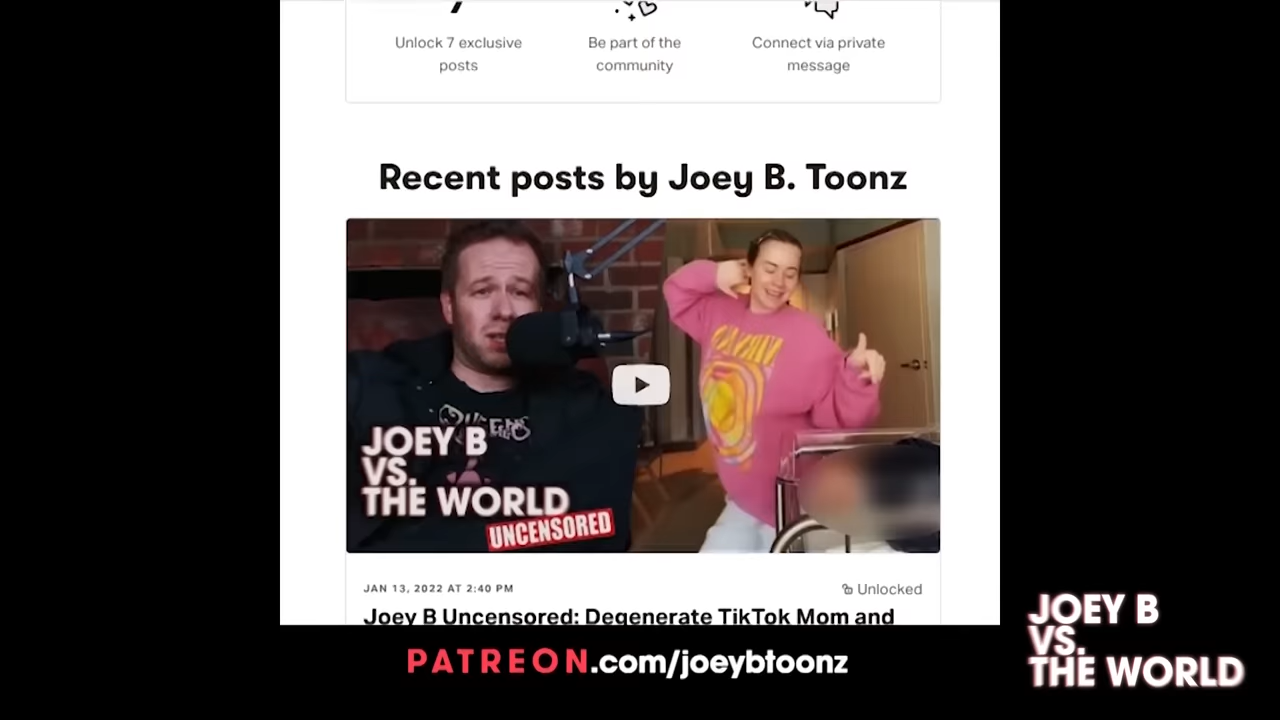 Unlock 7 exclusive
posts
Be part of the
community
Connect via private
message
Recent posts by Joey B. Toonz
JOEY B
VS.
THE WORLD
UNCENSORED
JAN 13, 2022 AT 2:40 PM
Unlocked
Joey B Uncensored: Degenerate TikTok Mom and
PATREON.com/joeybtoonz
JOEY B
VS.
THE WORLD